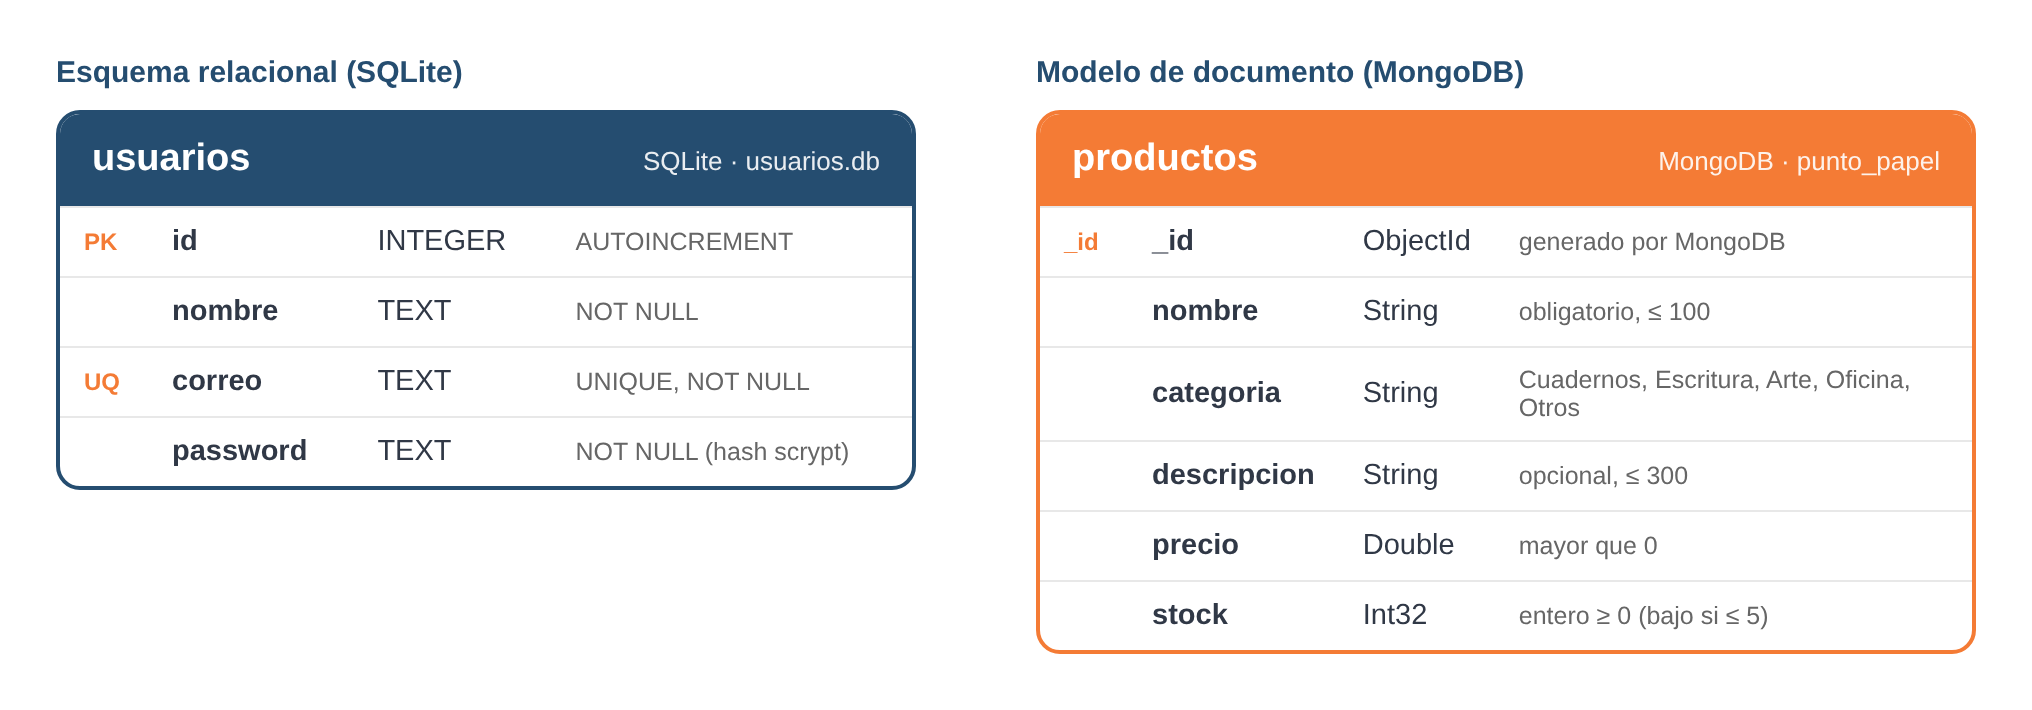 Esquema relacional (SQLite)
usuarios SQLite · usuarios.db
PK id INTEGER AUTOINCREMENT
nombre TEXT NOT NULL
UQ correo TEXT UNIQUE, NOT NULL
password TEXT NOT NULL (hash scrypt)
Modelo de documento (MongoDB)
productos MongoDB · punto_papel
_id _id ObjectId generado por MongoDB
nombre String obligatorio, ≤ 100
categoria String Cuadernos, Escritura, Arte, Oficina,
Otros
descripcion String opcional, ≤ 300
precio Double mayor que 0
stock Int32 entero ≥ 0 (bajo si ≤ 5)